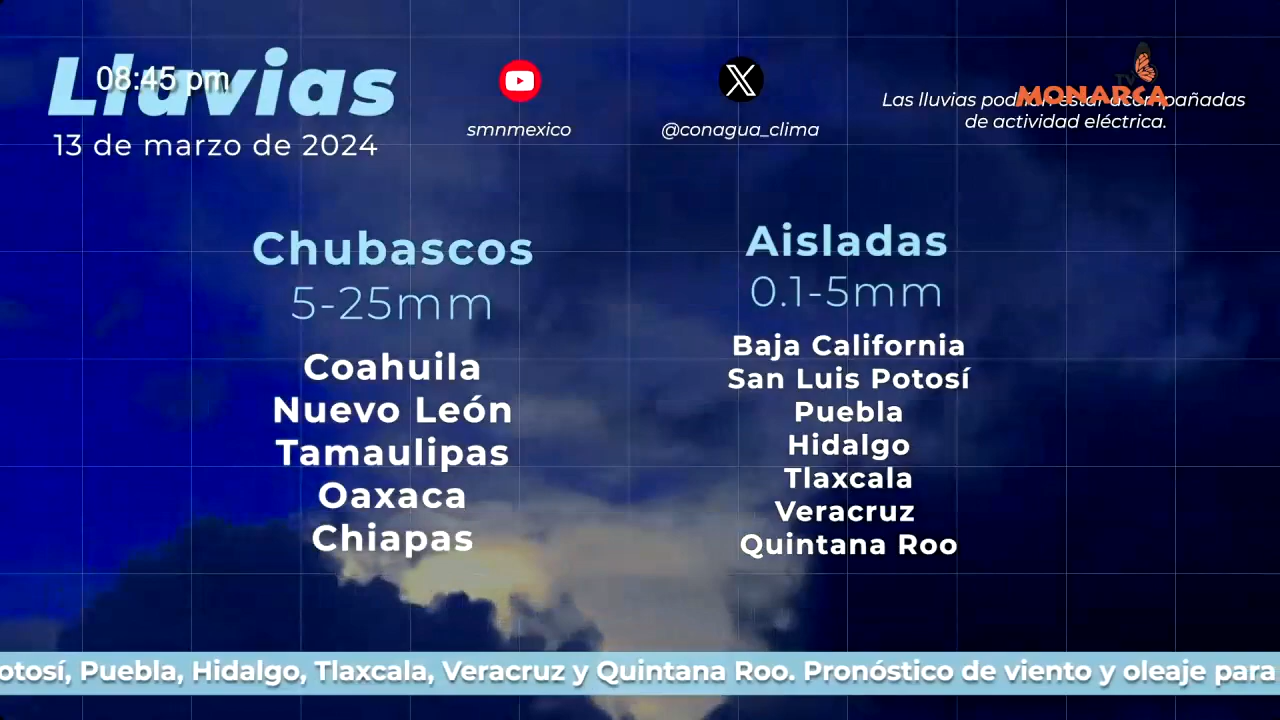 Lluvias
08:45 pm
13 de marzo de 2024
smnmexico
@conagua_clima
TV
MONARCA
Las lluvias podrán estar acompañadas
de actividad eléctrica.
Chubascos
5-25mm
Coahuila
Nuevo León
Tamaulipas
Oaxaca
Chiapas
Aisladas
0.1-5mm
Baja California
San Luis Potosí
Puebla
Hidalgo
Tlaxcala
Veracruz
Quintana Roo
otosí, Puebla, Hidalgo, Tlaxcala, Veracruz y Quintana Roo. Pronóstico de viento y oleaje para